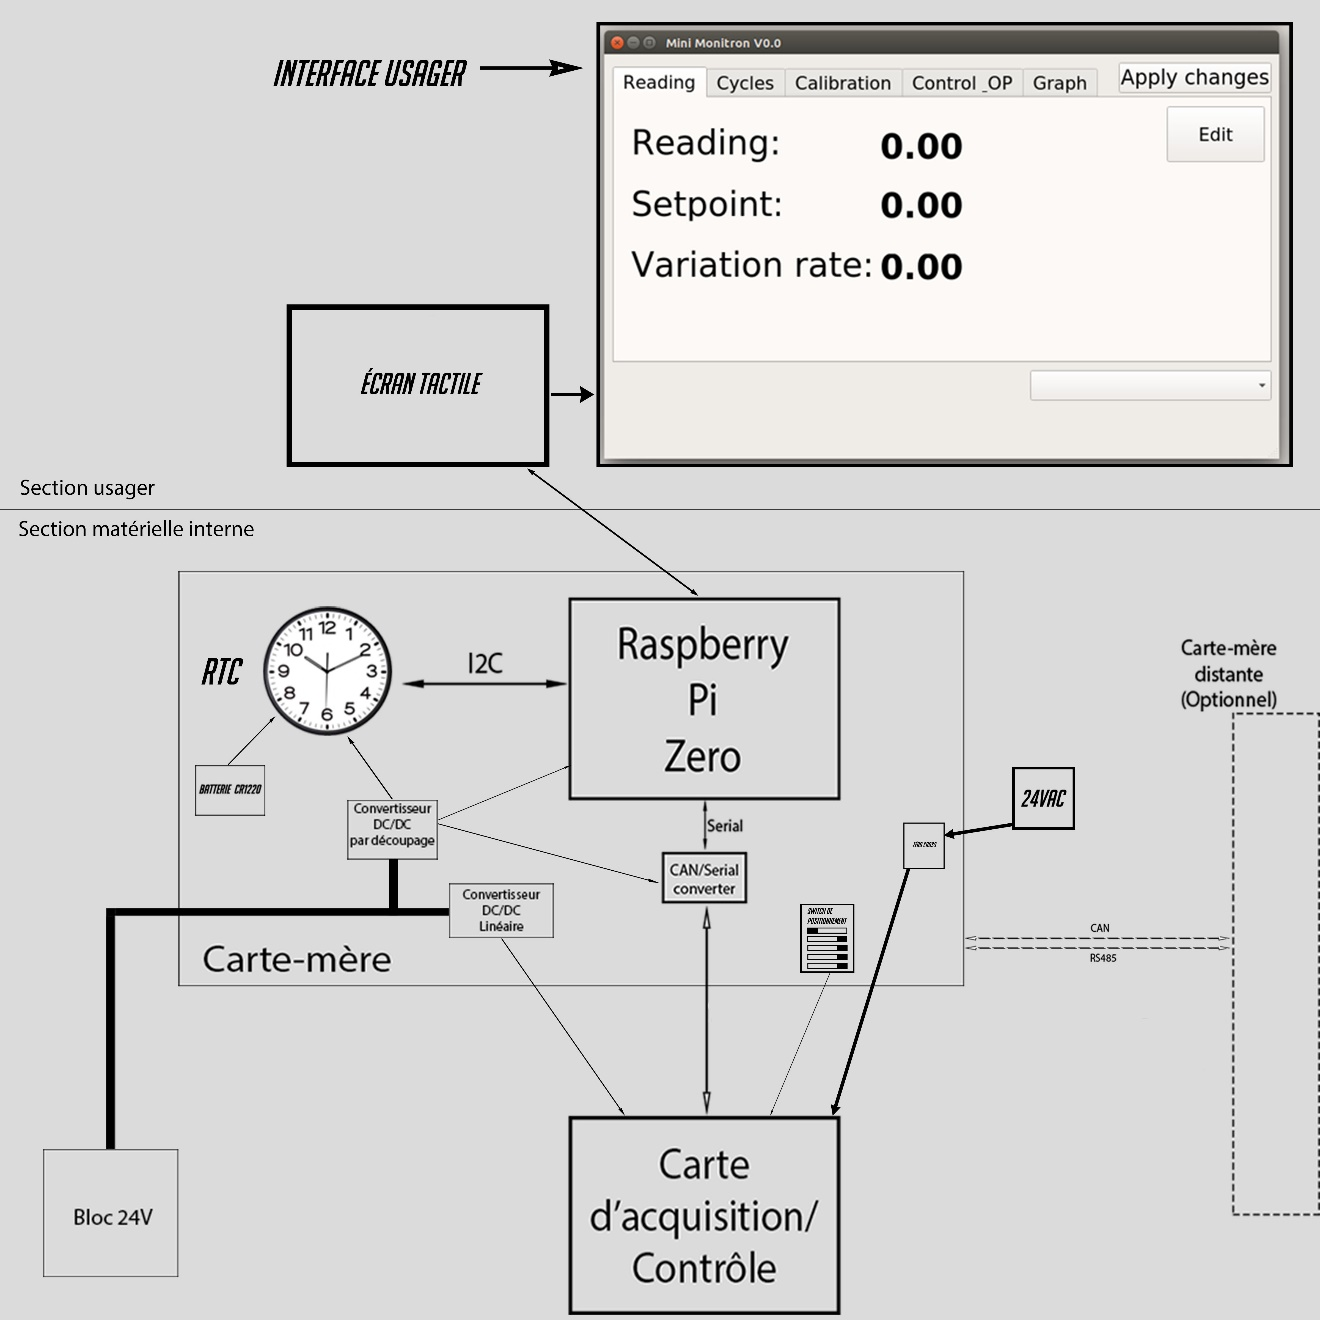 INTERFACE USAGER
Mini Monitron V0.0
Reading
Cycles
Calibration
Control _OP
Graph
Apply changes
Edit
Reading: 0.00
Setpoint: 0.00
Variation rate: 0.00
ÉCRAN TACTILE
Section usager
Section matérielle interne
RTC
12
1
2
3
4
5
6
7
8
9
10
11
I2C
Raspberry
Pi
Zero
Carte-mère
distante
(Optionnel)
BATTERIE CR1220
Convertisseur
DC/DC
par découpage
Serial
24VAC
CAN/Serial
converter
Convertisseur
DC/DC
Linéaire
SWITCH DE
POSITIONNEMENT
CAN
RS485
Carte-mère
Bloc 24V
Carte
d'acquisition/
Contrôle